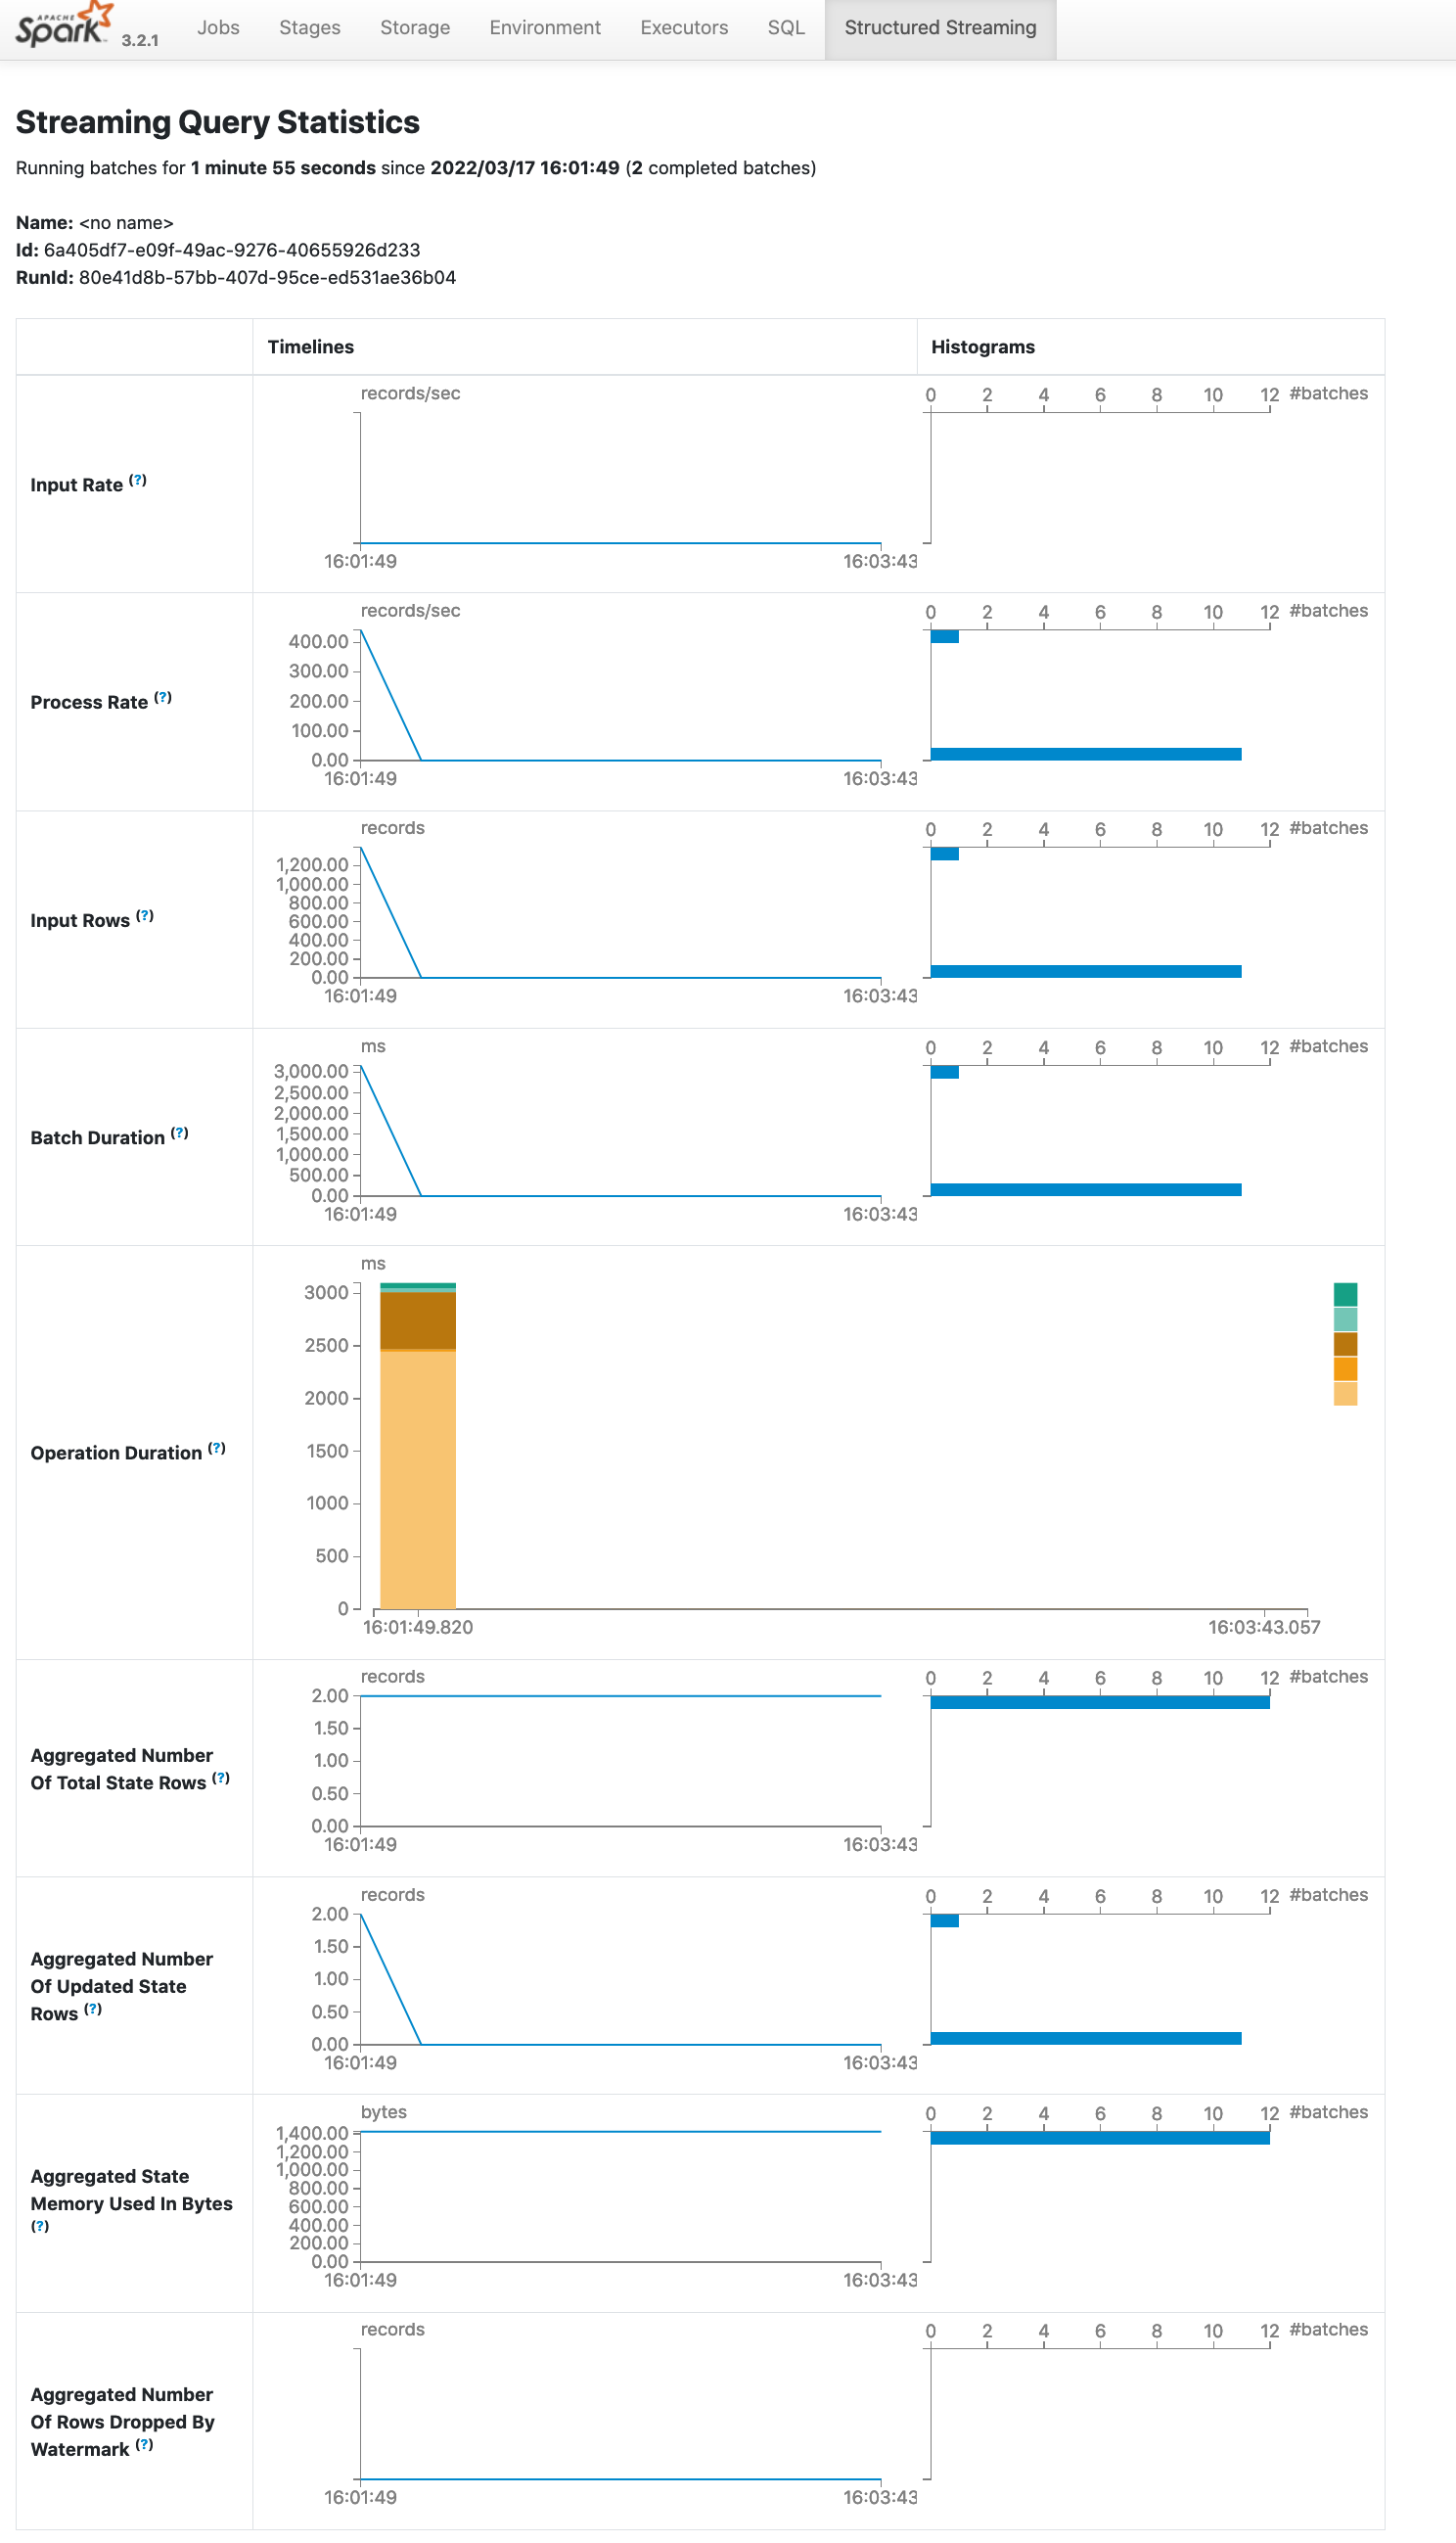 APACHE
Spark 3.2.1 Jobs Stages Storage Environment Executors SQL Structured Streaming
Streaming Query Statistics
Running batches for 1 minute 55 seconds since 2022/03/17 16:01:49 (2 completed batches)
Name: <no name>
Id: 6a405df7-e09f-49ac-9276-40655926d233
RunId: 80e41d8b-57bb-407d-95ce-ed531ae36b04
Timelines Histograms
records/sec 0 2 4 6 8 10 12 #batches
Input Rate (?)
16:01:49 16:03:43
records/sec 0 2 4 6 8 10 12 #batches
400.00
300.00
Process Rate (?) 200.00
100.00
0.00
16:01:49 16:03:43
records 0 2 4 6 8 10 12 #batches
1,200.00
1,000.00
800.00
Input Rows (?) 600.00
400.00
200.00
0.00
16:01:49 16:03:43
ms 0 2 4 6 8 10 12 #batches
3,000.00
2,500.00
2,000.00
Batch Duration (?) 1,500.00
1,000.00
500.00
0.00
16:01:49 16:03:43
ms
3000
2500
2000
Operation Duration (?) 1500
1000
500
0
16:01:49.820 16:03:43.057
records 0 2 4 6 8 10 12 #batches
2.00
1.50
Aggregated Number 1.00
Of Total State Rows (?) 0.50
0.00
16:01:49 16:03:43
records 0 2 4 6 8 10 12 #batches
2.00
1.50
Aggregated Number
Of Updated State 1.00
Rows (?) 0.50
0.00
16:01:49 16:03:43
bytes 0 2 4 6 8 10 12 #batches
1,400.00
1,200.00
1,000.00
Aggregated State 800.00
Memory Used In Bytes 600.00
(?) 400.00
200.00
0.00
16:01:49 16:03:43
records 0 2 4 6 8 10 12 #batches
Aggregated Number
Of Rows Dropped By
Watermark (?)
16:01:49 16:03:43